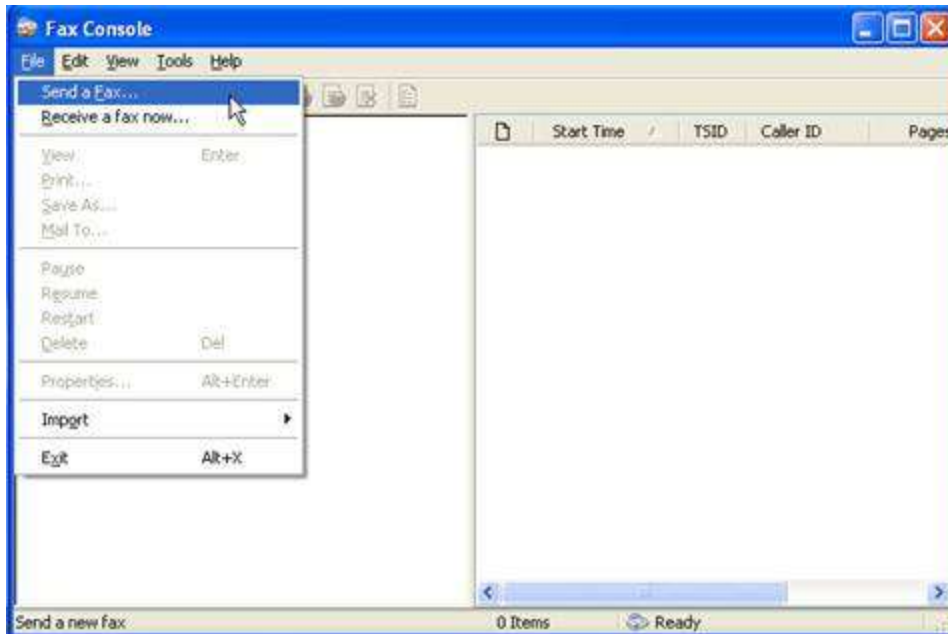 Fax Console
File Edit View Tools Help
Send a Fax...
Receive a fax now...
Start Time TSID Caller ID Pages
View Enter
Print...
Save As...
Mail To...
Pause
Resume
Restart
Delete Del
Properties... Alt+Enter
Import
Exit Alt+X
Send a new fax 0 Items Ready